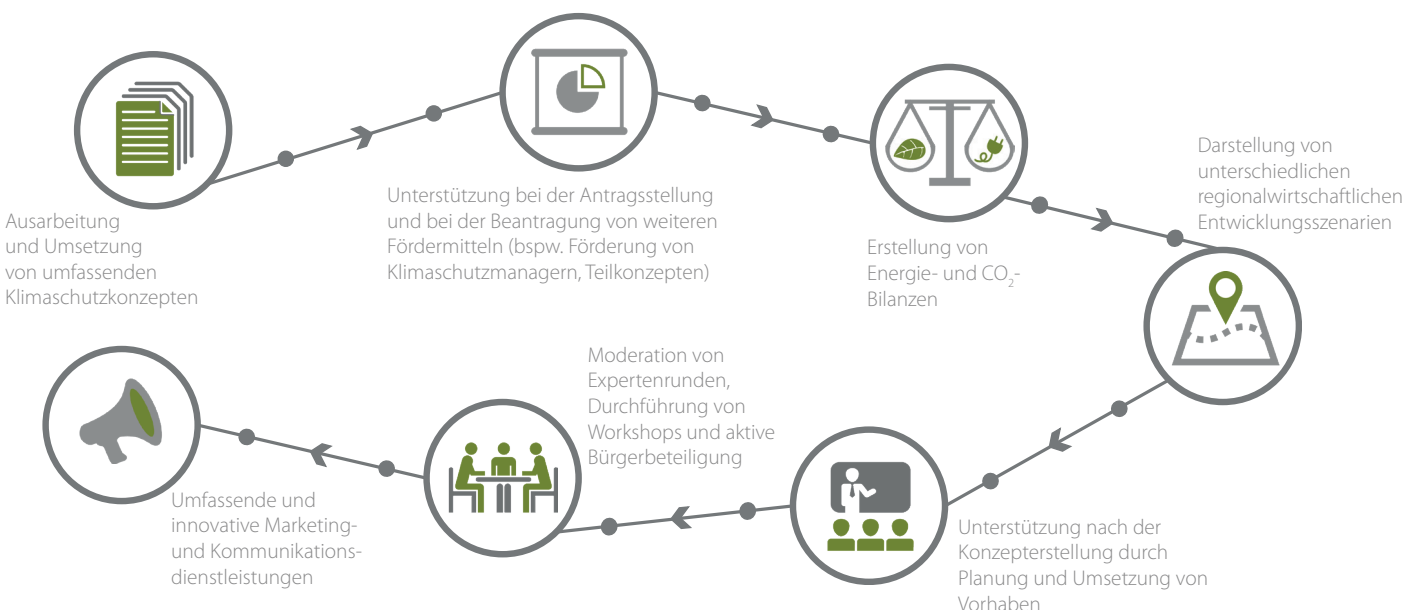 Ausarbeitung
und Umsetzung
von umfassenden
Klimaschutzkonzepten
Unterstützung bei der Antragsstellung
und bei der Beantragung von weiteren
Fördermitteln (bspw. Förderung von
Klimaschutzmanagern, Teilkonzepten)
Erstellung von
Energie- und CO₂-
Bilanzen
Darstellung von
unterschiedlichen
regionalwirtschaftlichen
Entwicklungsszenarien
Unterstützung nach der
Konzepterstellung durch
Planung und Umsetzung von
Vorhaben
Moderation von
Expertenrunden,
Durchführung von
Workshops und aktive
Bürgerbeteiligung
Umfassende und
innovative Marketing-
und Kommunikations-
dienstleistungen